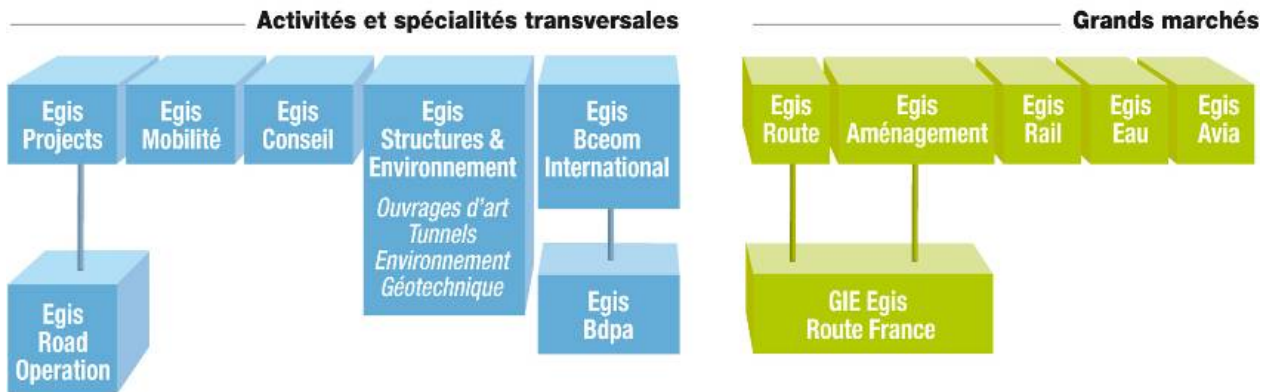 Activités et spécialités transversales
Egis
Projects
Egis
Mobilité
Egis
Conseil
Egis
Structures &
Environnement
Ouvrages d'art
Tunnels
Environnement
Géotechnique
Egis
Bceom
International
Egis
Road
Operation
Egis
Bdpa
Grands marchés
Egis
Route
Egis
Aménagement
Egis
Rail
Egis
Eau
Egis
Avia
GIE Egis
Route France